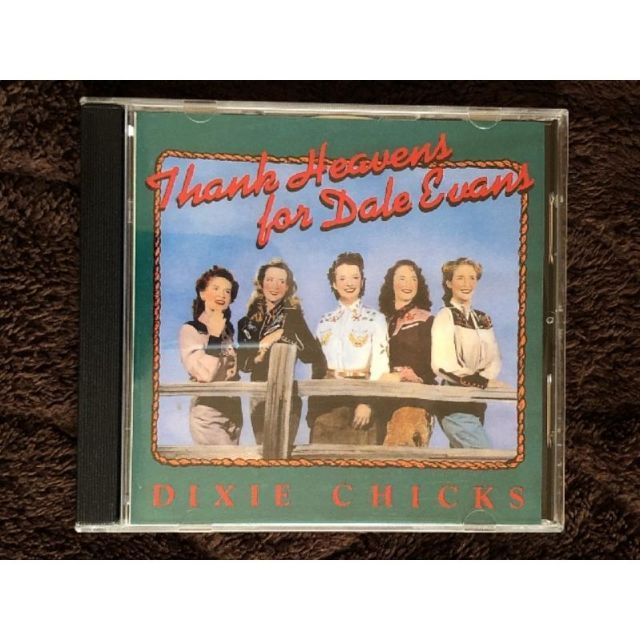 Thank Heavens
for Dale Evans
DIXIE CHICKS